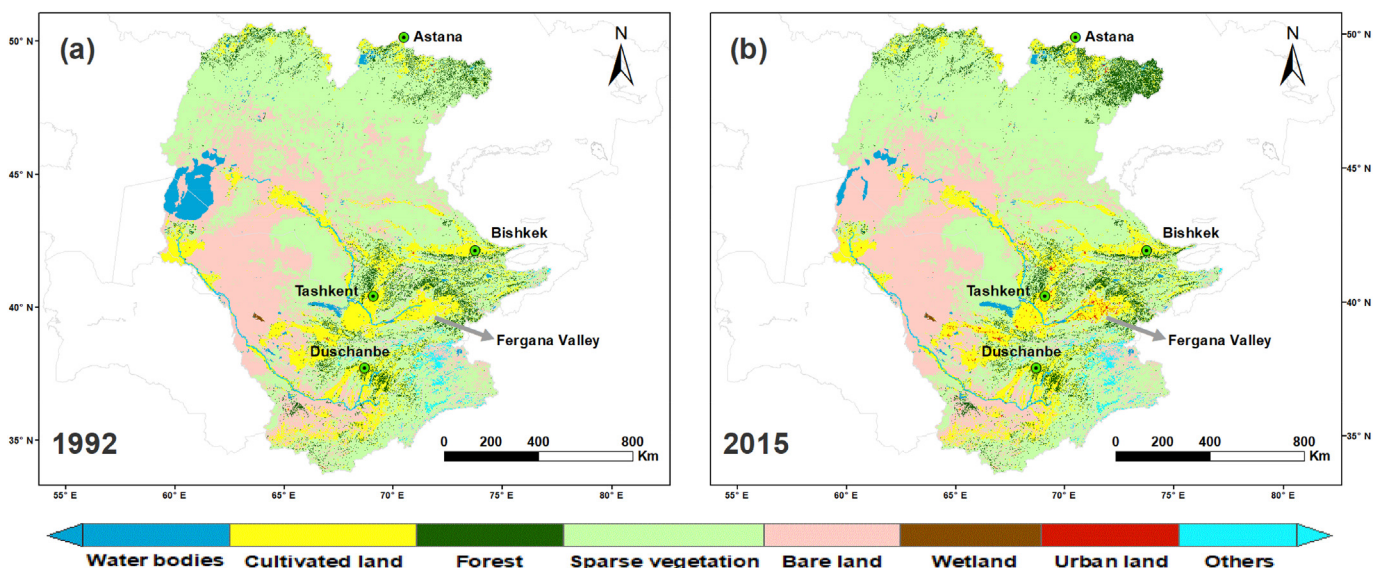 (a)
50° N
45° N
40° N
35° N
Astana
N
Bishkek
Tashkent
Fergana Valley
Duschanbe
1992
0 200 400 800
Km
55° E 60° E 65° E 70° E 75° E 80° E
(b)
Astana
N
50° N
45° N
40° N
35° N
Bishkek
Tashkent
Fergana Valley
Duschanbe
2015
0 200 400 800
Km
55° E 60° E 65° E 70° E 75° E 80° E
Water bodies Cultivated land Forest Sparse vegetation Bare land Wetland Urban land Others